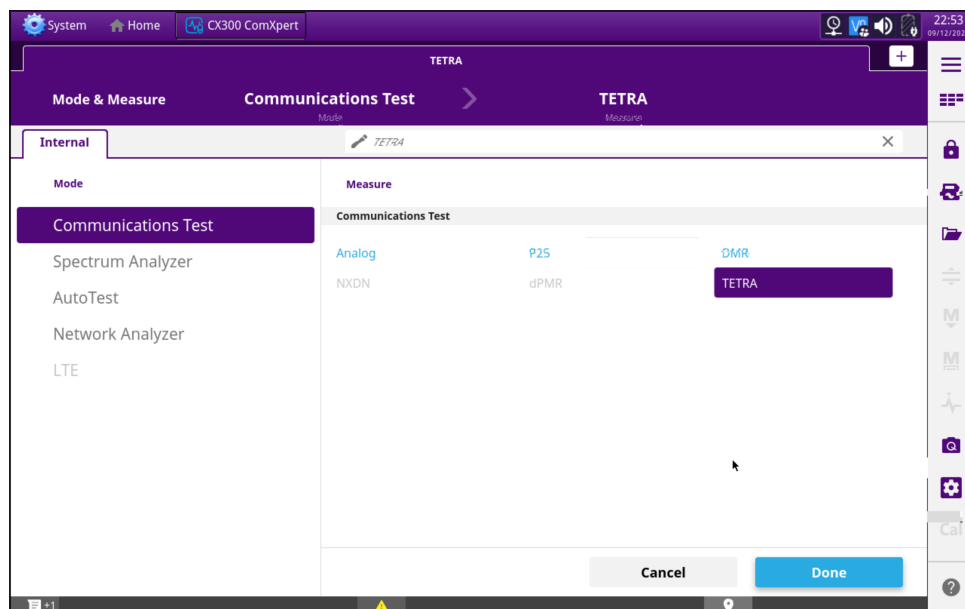 System Home CX300 ComXpert 22:53
09/12/202
TETRA +
Mode & Measure Communications Test TETRA
Mode Measure
Internal TETRA
Mode Measure
Communications Test
Communications Test
Spectrum Analyzer
AutoTest
Network Analyzer
LTE
Analog P25 DMR
NXDN dPMR TETRA
M
M
Q
Cal
Cancel Done
?
+1